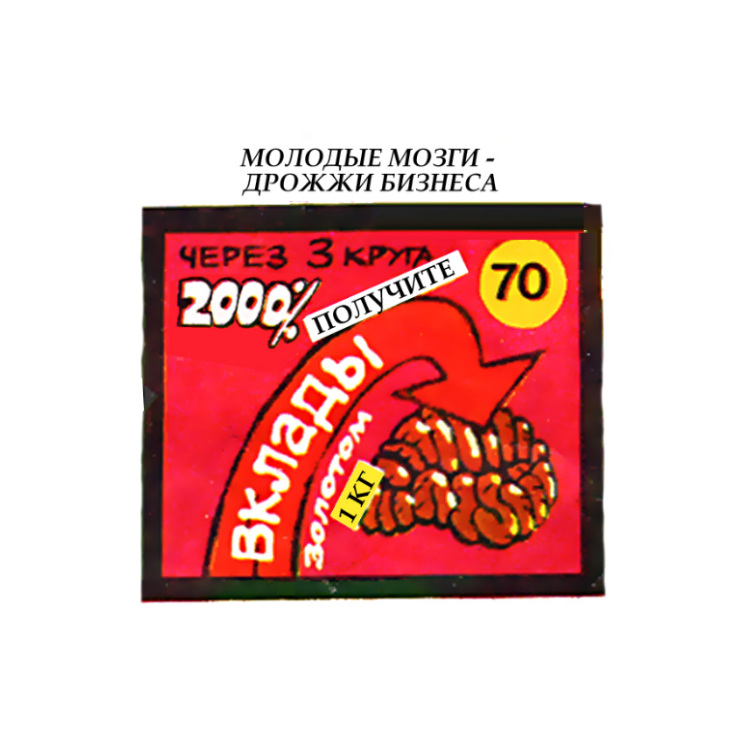 МОЛОДЫЕ МОЗГИ -
ДРОЖЖИ БИЗНЕСА
ЧЕРЕЗ 3 КРУГА
2000%
ПОЛУЧИТЕ
70
ВКЛАДЫ
ЗОЛОТОМ
1 КГ